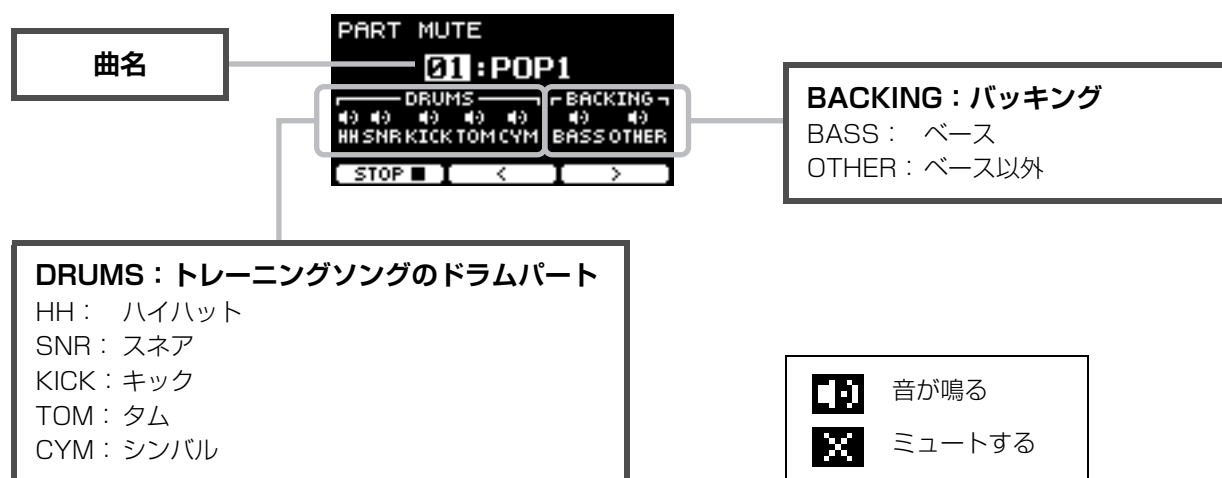 曲名
PART MUTE
01:POP1
DRUMS BACKING
HH SNR KICK TOM CYM BASS OTHER
STOP ■ < >
BACKING：バッキング
BASS： ベース
OTHER：ベース以外
DRUMS：トレーニングソングのドラムパート
HH： ハイハット
SNR：スネア
KICK：キック
TOM：タム
CYM：シンバル
音が鳴る
ミュートする